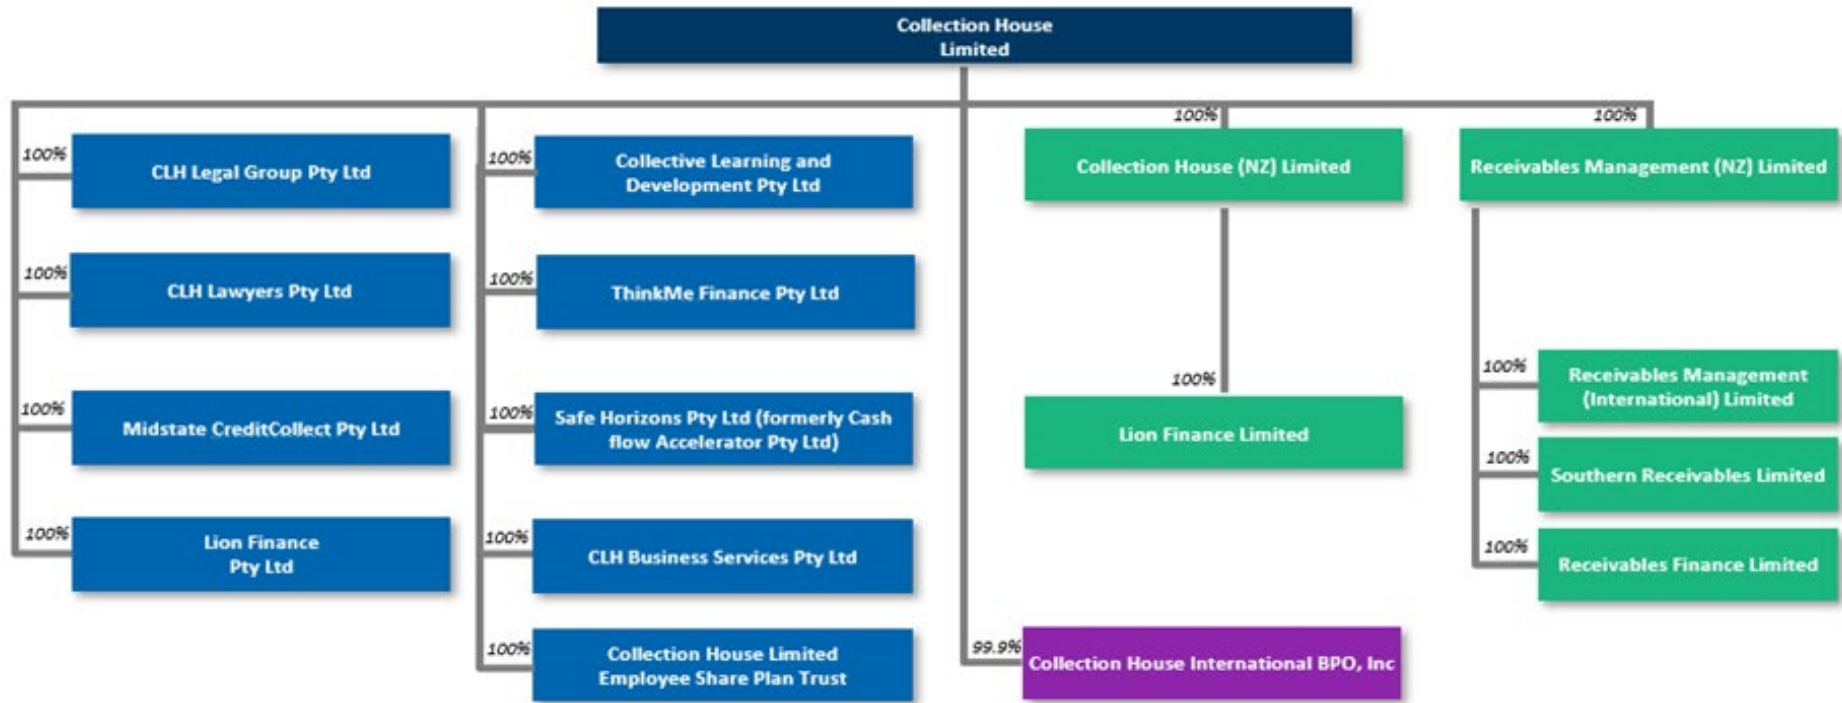 Collection House
Limited
100%
CLH Legal Group Pty Ltd
100%
CLH Lawyers Pty Ltd
100%
Midstate CreditCollect Pty Ltd
100%
Lion Finance
Pty Ltd
100%
Collective Learning and
Development Pty Ltd
100%
ThinkMe Finance Pty Ltd
100%
Safe Horizons Pty Ltd (formerly Cash
flow Accelerator Pty Ltd)
100%
CLH Business Services Pty Ltd
100%
Collection House Limited
Employee Share Plan Trust
100%
Collection House (NZ) Limited
100%
Lion Finance Limited
99.9%
Collection House International BPO, Inc
100%
Receivables Management (NZ) Limited
100%
Receivables Management
(International) Limited
100%
Southern Receivables Limited
100%
Receivables Finance Limited